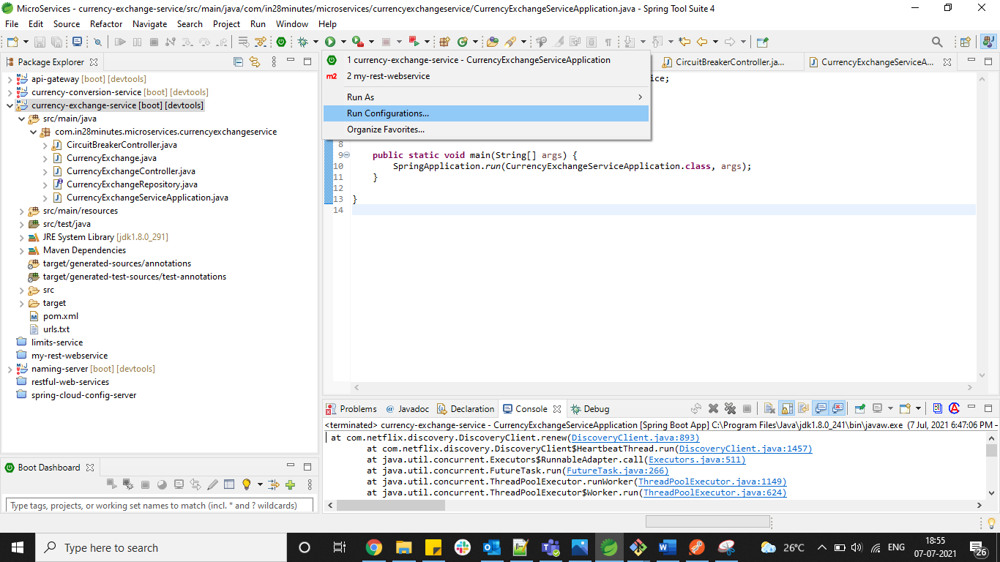 MicroServices - currency-exchange-service/src/main/java/com/in28minutes/microservices/currencyexchangeservice/CurrencyExchangeServiceApplication.java - Spring Tool Suite 4
File Edit Source Refactor Navigate Search Project Run Window Help
Package Explorer
api-gateway [boot] [devtools]
currency-conversion-service [boot] [devtools]
currency-exchange-service [boot] [devtools]
src/main/java
com.in28minutes.microservices.currencyexchangeservice
CircuitBreakerController.java
CurrencyExchange.java
CurrencyExchangeController.java
CurrencyExchangeRepository.java
CurrencyExchangeServiceApplication.java
src/main/resources
src/test/java
JRE System Library [jdk1.8.0_291]
Maven Dependencies
target/generated-sources/annotations
target/generated-test-sources/test-annotations
src
target
pom.xml
urls.txt
limits-service
my-rest-webservice
naming-server [boot] [devtools]
restful-web-services
spring-cloud-config-server
Boot Dashboard
Type tags, projects, or working set names to match (incl. * and ? wildcards)
1 currency-exchange-service - CurrencyExchangeServiceApplication
m2 2 my-rest-webservice
Run As
Run Configurations...
Organize Favorites...
CircuitBreakerController.ja... CurrencyExchangeServiceA...
ice;
8
9 public static void main(String[] args) {
10 SpringApplication.run(CurrencyExchangeServiceApplication.class, args);
11 }
12
13 }
14
Problems @ Javadoc Declaration Console Debug
<terminated> currency-exchange-service - CurrencyExchangeServiceApplication [Spring Boot App] C:\Program Files\Java\jdk1.8.0_241\bin\javaw.exe (7 Jul, 2021 6:47:06 PM –
at com.netflix.discovery.DiscoveryClient.renew(DiscoveryClient.java:893)
at com.netflix.discovery.DiscoveryClient$HeartbeatThread.run(DiscoveryClient.java:1457)
at java.util.concurrent.Executors$RunnableAdapter.call(Executors.java:511)
at java.util.concurrent.FutureTask.run(FutureTask.java:266)
at java.util.concurrent.ThreadPoolExecutor.runWorker(ThreadPoolExecutor.java:1149)
at java.util.concurrent.ThreadPoolExecutor$Worker.run(ThreadPoolExecutor.java:624)
Type here to search
26°C
ENG
18:55
07-07-2021
26